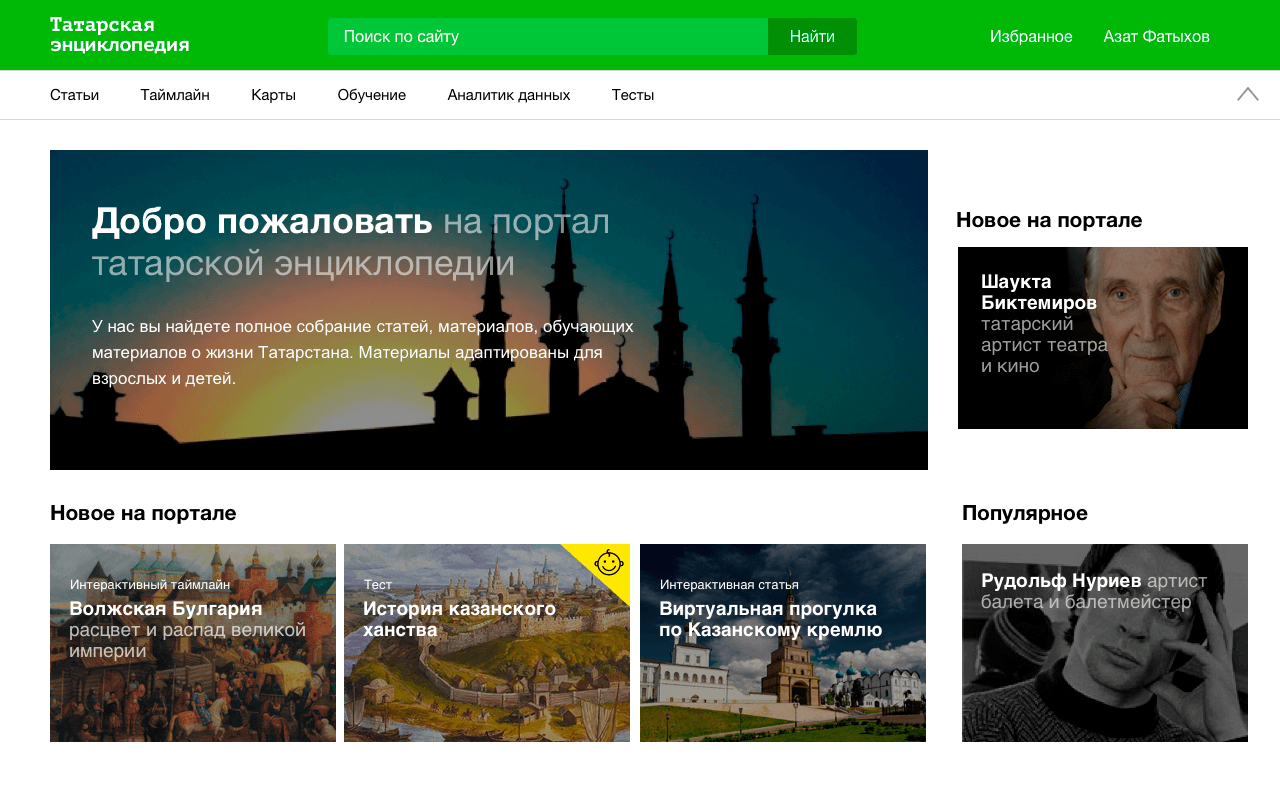 Татарская
энциклопедия
Поиск по сайту
Найти
Избранное
Азат Фатыхов
Статьи
Таймлайн
Карты
Обучение
Аналитик данных
Тесты
Добро пожаловать на портал
татарской энциклопедии
У нас вы найдете полное собрание статей, материалов, обучающих
материалов о жизни Татарстана. Материалы адаптированы для
взрослых и детей.
Новое на портале
Шаукта
Биктемиров
татарский
артист театра
и кино
Новое на портале
Интерактивный таймлайн
Волжская Булгария
расцвет и распад великой
империи
Тест
История казанского
ханства
Интерактивная статья
Виртуальная прогулка
по Казанскому кремлю
Популярное
Рудольф Нуриев артист
балета и балетмейстер